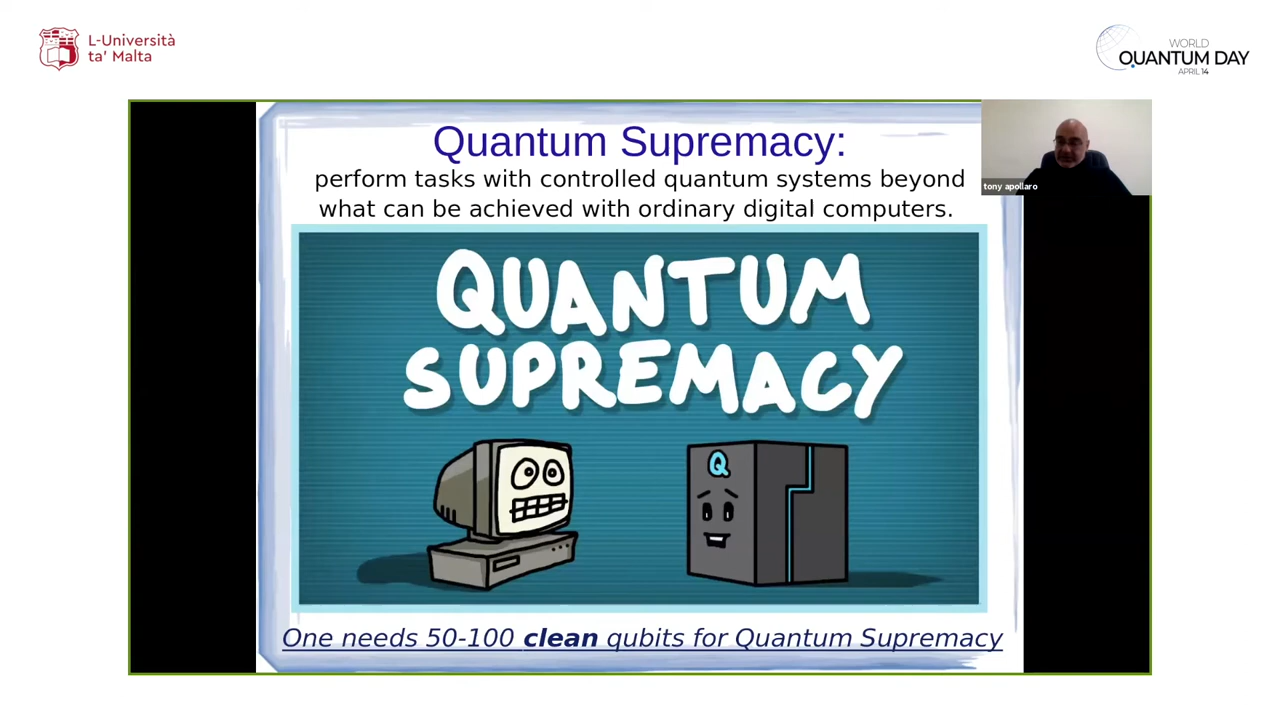 L-Università
ta' Malta
WORLD
QUANTUM DAY
APRIL 14
Quantum Supremacy:
perform tasks with controlled quantum systems beyond
what can be achieved with ordinary digital computers.
tony apollaro
QUANTUM
SUPREMACY
Q
One needs 50-100 clean qubits for Quantum Supremacy